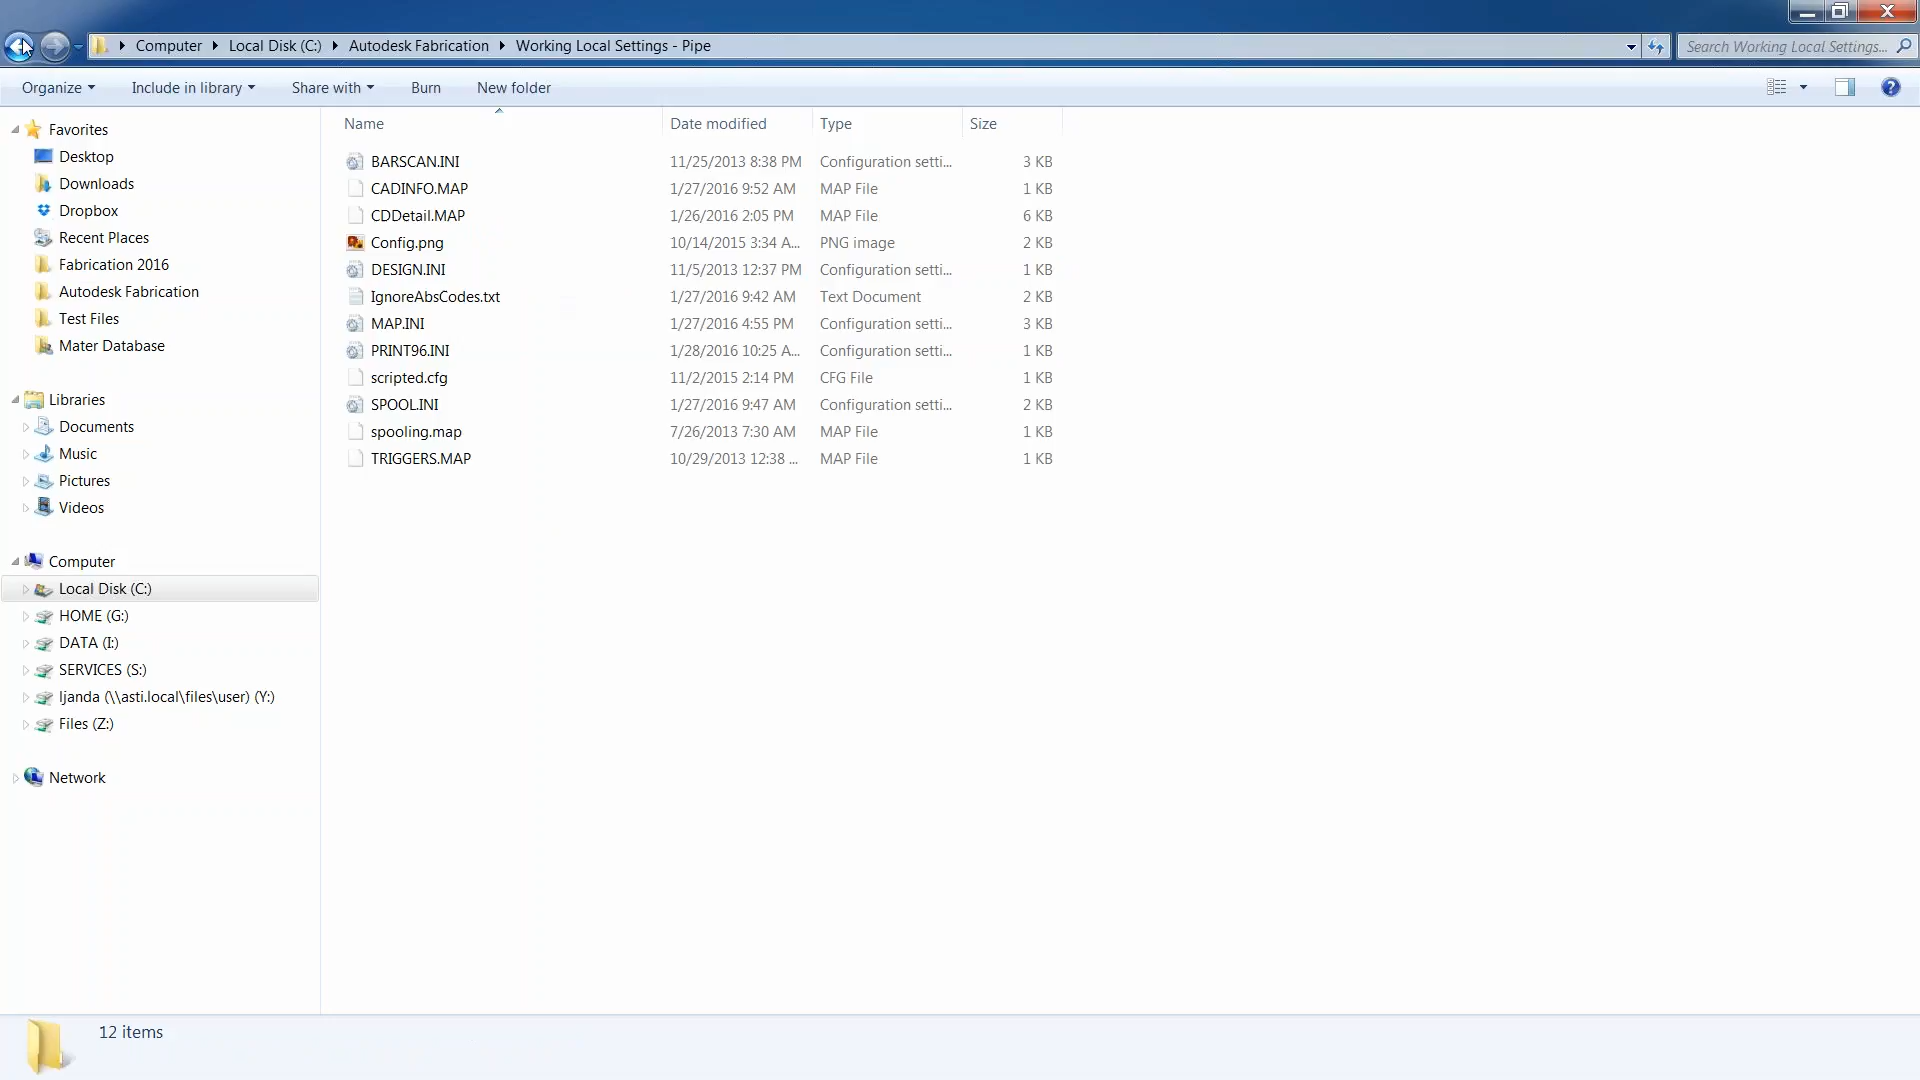 Computer Local Disk (C:) Autodesk Fabrication Working Local Settings - Pipe Search Working Local Settings...
Organize Include in library Share with Burn New folder
Name Date modified Type Size
BARSCAN.INI 11/25/2013 8:38 PM Configuration setti... 3 KB
CADINFO.MAP 1/27/2016 9:52 AM MAP File 1 KB
CDDetail.MAP 1/26/2016 2:05 PM MAP File 6 KB
Config.png 10/14/2015 3:34 A... PNG image 2 KB
DESIGN.INI 11/5/2013 12:37 PM Configuration setti... 1 KB
IgnoreAbsCodes.txt 1/27/2016 9:42 AM Text Document 2 KB
MAP.INI 1/27/2016 4:55 PM Configuration setti... 3 KB
PRINT96.INI 1/28/2016 10:25 A... Configuration setti... 1 KB
scripted.cfg 11/2/2015 2:14 PM CFG File 1 KB
SPOOL.INI 1/27/2016 9:47 AM Configuration setti... 2 KB
spooling.map 7/26/2013 7:30 AM MAP File 1 KB
TRIGGERS.MAP 10/29/2013 12:38 ... MAP File 1 KB
Favorites
Desktop
Downloads
Dropbox
Recent Places
Fabrication 2016
Autodesk Fabrication
Test Files
Mater Database
Libraries
Documents
Music
Pictures
Videos
Computer
Local Disk (C:)
HOME (G:)
DATA (I:)
SERVICES (S:)
ljanda (\\asti.local\files\user) (Y:)
Files (Z:)
Network
12 items